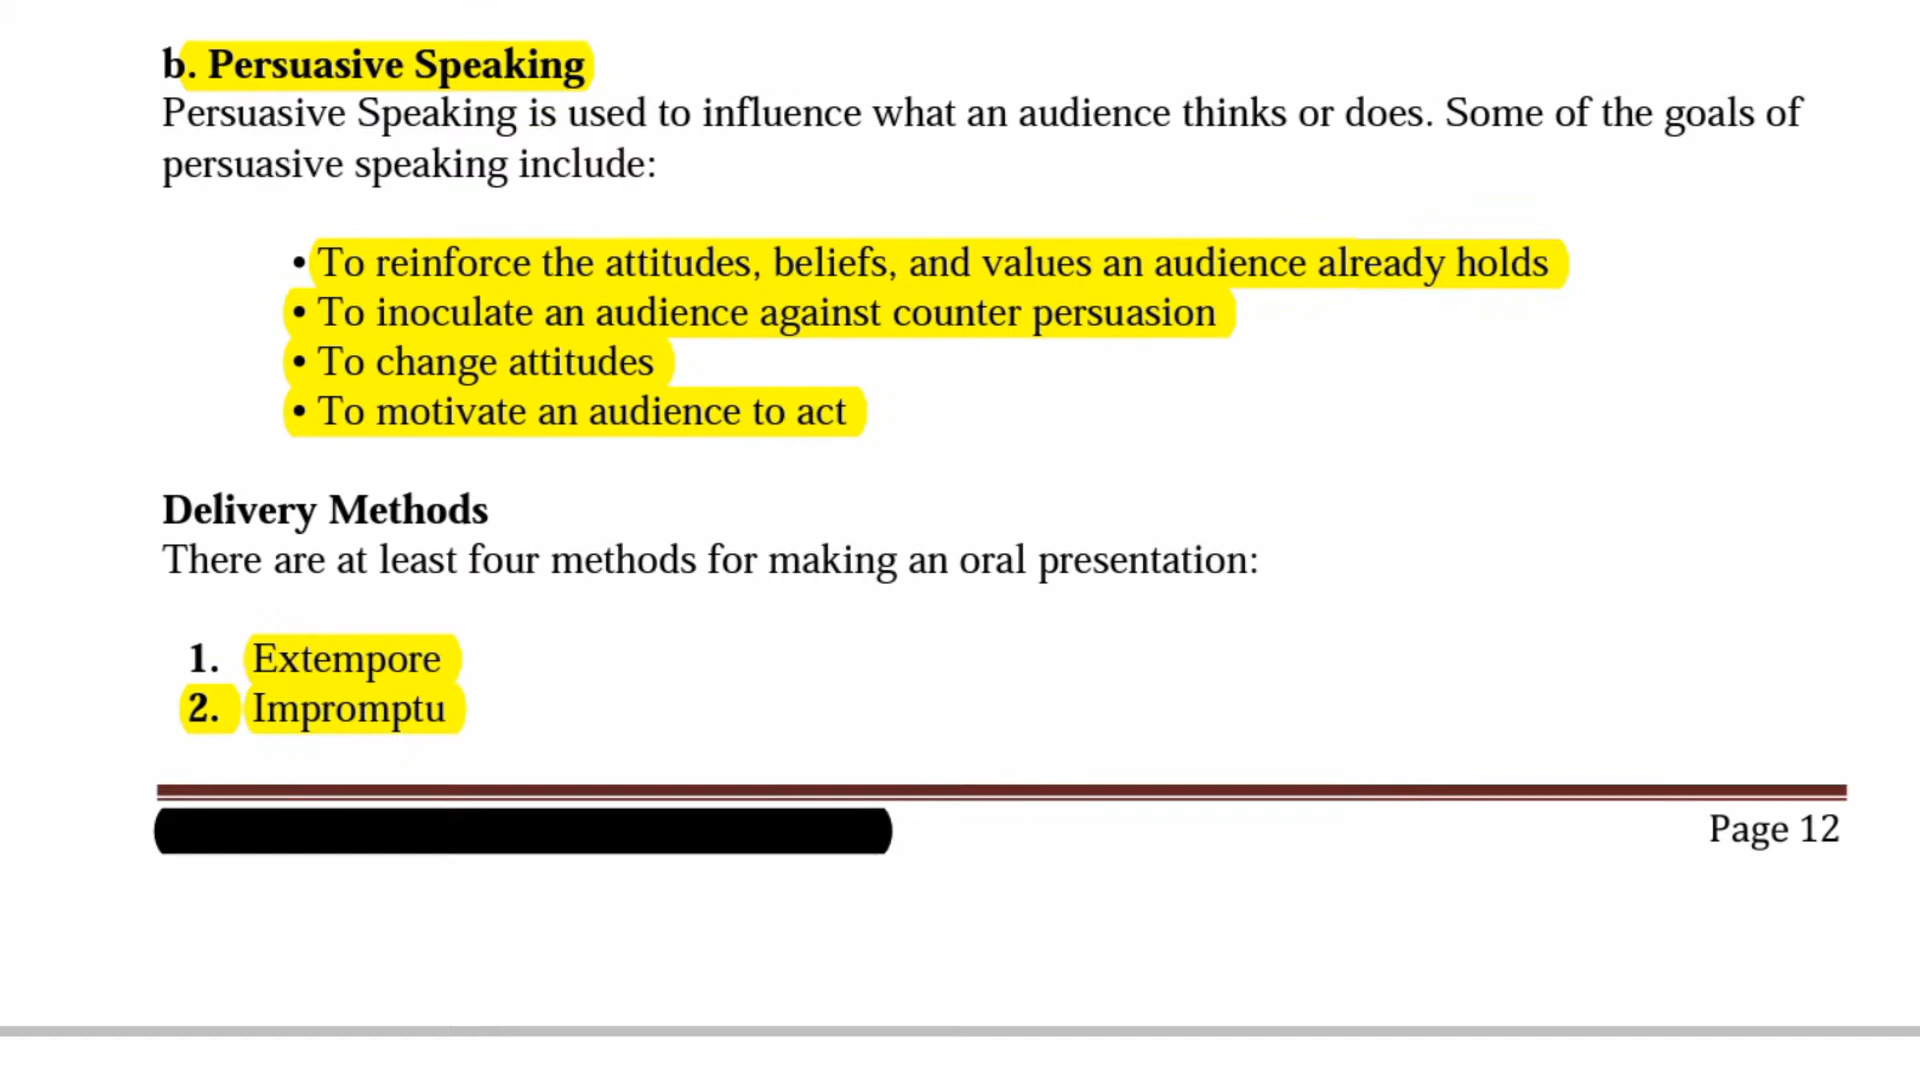 b. Persuasive Speaking
Persuasive Speaking is used to influence what an audience thinks or does. Some of the goals of
persuasive speaking include:
• To reinforce the attitudes, beliefs, and values an audience already holds
• To inoculate an audience against counter persuasion
• To change attitudes
• To motivate an audience to act
Delivery Methods
There are at least four methods for making an oral presentation:
1. Extempore
2. Impromptu
Page 12